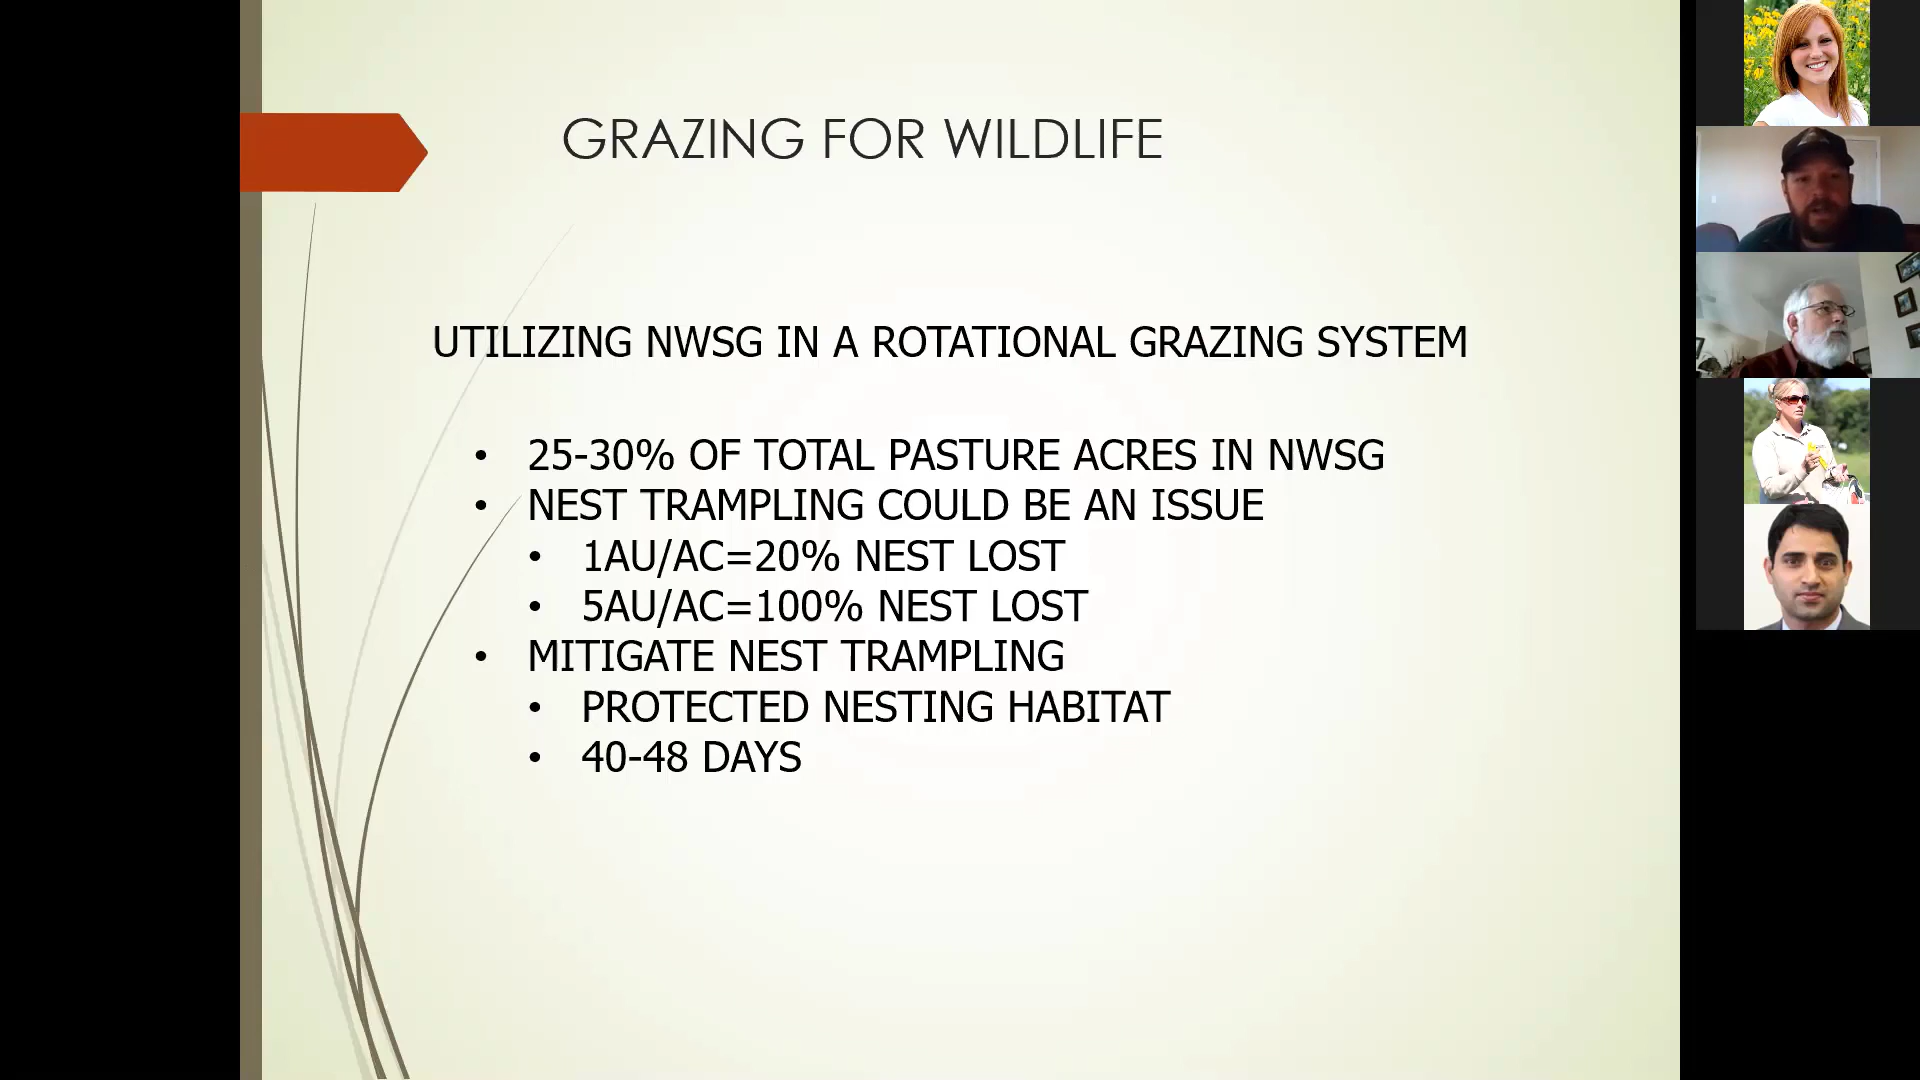 GRAZING FOR WILDLIFE
UTILIZING NWSG IN A ROTATIONAL GRAZING SYSTEM
• 25-30% OF TOTAL PASTURE ACRES IN NWSG
• NEST TRAMPLING COULD BE AN ISSUE
• 1AU/AC=20% NEST LOST
• 5AU/AC=100% NEST LOST
• MITIGATE NEST TRAMPLING
• PROTECTED NESTING HABITAT
• 40-48 DAYS